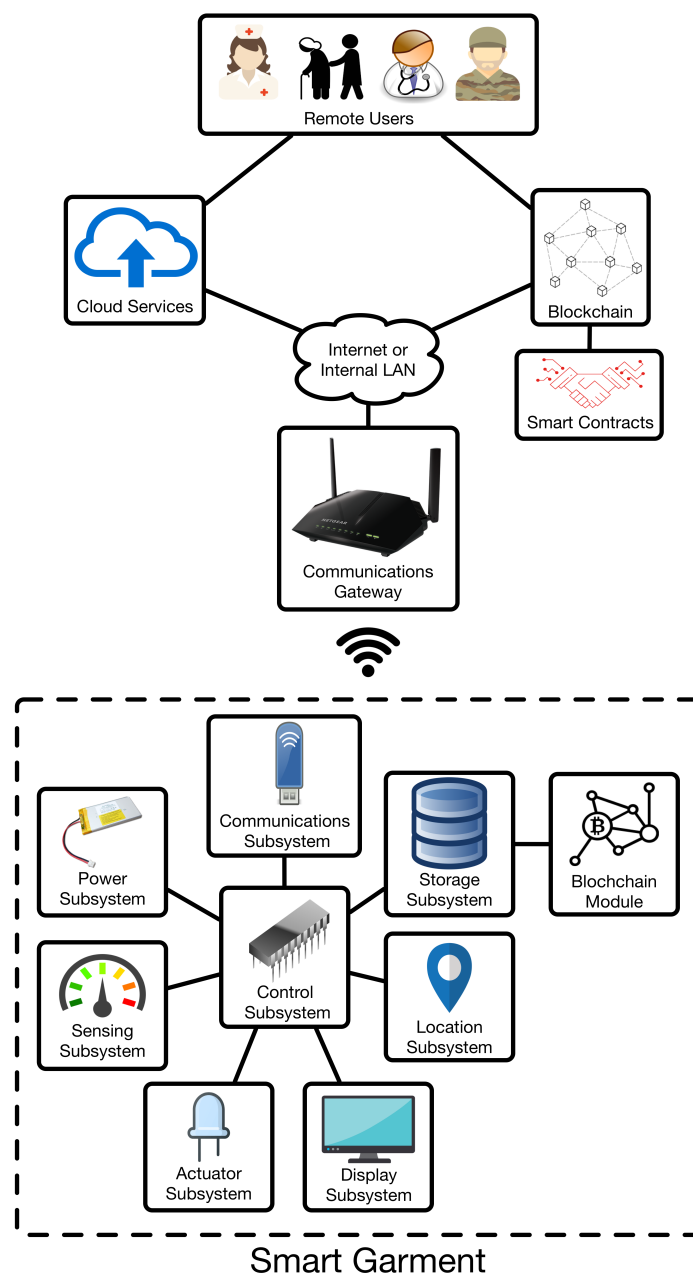 Remote Users
Cloud Services
Blockchain
Internet or
Internal LAN
Smart Contracts
NETGEAR
Communications
Gateway
Communications
Subsystem
Power
Subsystem
Storage
Subsystem
Blochchain
Module
Control
Subsystem
Sensing
Subsystem
Location
Subsystem
Actuator
Subsystem
Display
Subsystem
Smart Garment